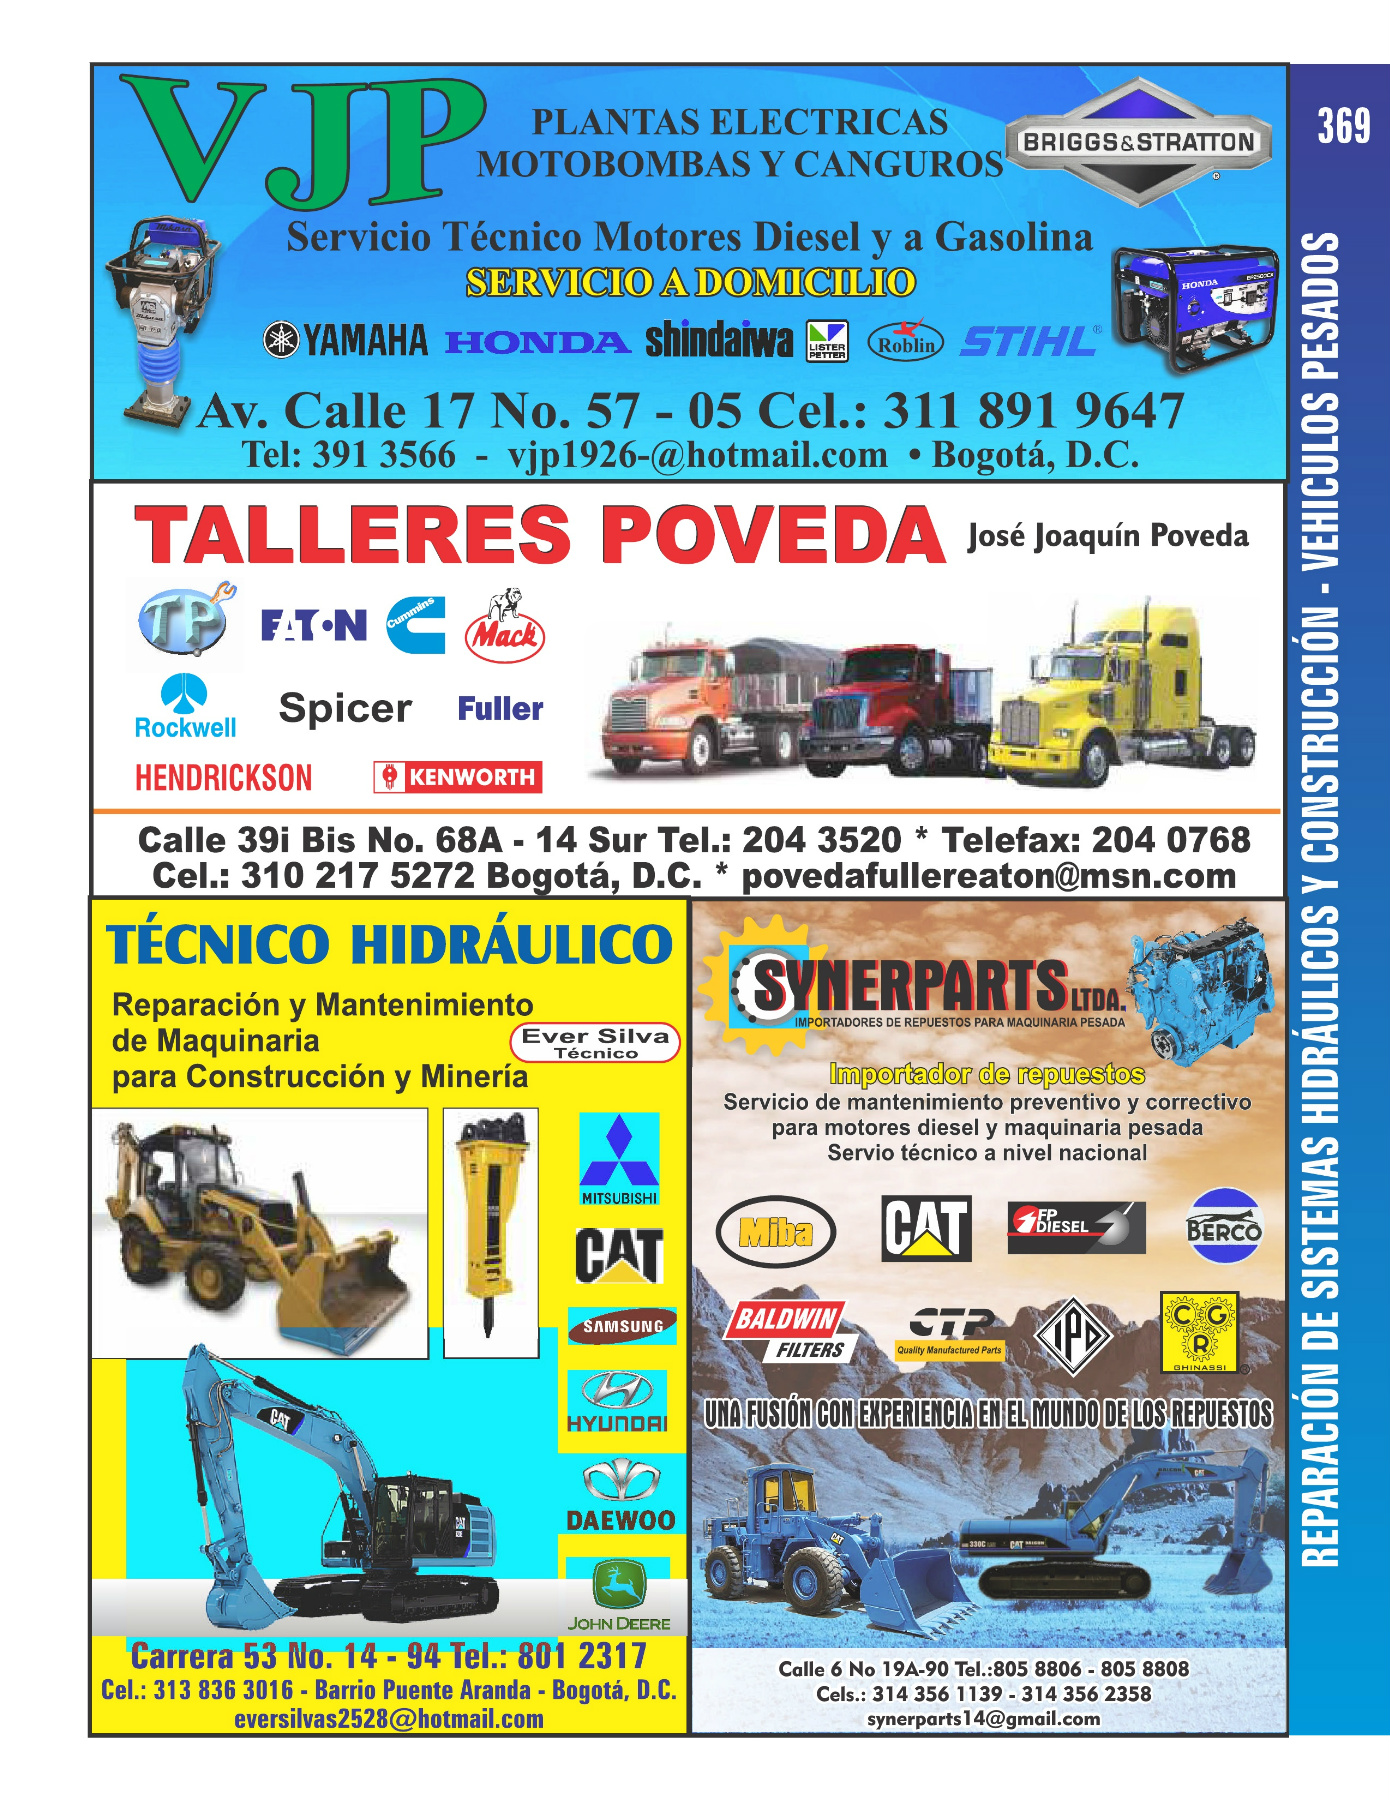 369
REPARACIÓN DE SISTEMAS HIDRÁULICOS Y CONSTRUCCIÓN - VEHICULOS PESADOS
VJP
PLANTAS ELECTRICAS
MOTOBOMBAS Y CANGUROS
BRIGGS&STRATTON
®
Servicio Técnico Motores Diesel y a Gasolina
SERVICIO A DOMICILIO
HONDA
YAMAHA HONDA shindaiwa LISTER PETTER Roblin STIHL®
Av. Calle 17 No. 57 - 05 Cel.: 311 891 9647
Tel: 391 3566 - vjp1926-@hotmail.com • Bogotá, D.C.
TALLERES POVEDA José Joaquín Poveda
TP EATON Cummins Mack
Rockwell Spicer Fuller
HENDRICKSON KENWORTH
Calle 39i Bis No. 68A - 14 Sur Tel.: 204 3520 * Telefax: 204 0768
Cel.: 310 217 5272 Bogotá, D.C. * povedafullereaton@msn.com
TÉCNICO HIDRÁULICO
Reparación y Mantenimiento
de Maquinaria
para Construcción y Minería
Ever Silva
Técnico
MITSUBISHI
CAT
SAMSUNG
HYUNDAI
DAEWOO
JOHN DEERE
CAT
CAT
Carrera 53 No. 14 - 94 Tel.: 801 2317
Cel.: 313 836 3016 - Barrio Puente Aranda - Bogotá, D.C.
eversilvas2528@hotmail.com
SYNERPARTS LTDA.
IMPORTADORES DE REPUESTOS PARA MAQUINARIA PESADA
Importador de repuestos
Servicio de mantenimiento preventivo y correctivo
para motores diesel y maquinaria pesada
Servio técnico a nivel nacional
Miba CAT FP DIESEL BERCO
BALDWIN FILTERS
CTP
Quality Manufactured Parts
IPD
CGR
GHINASSI
UNA FUSIÓN CON EXPERIENCIA EN EL MUNDO DE LOS REPUESTOS
CAT
330C CAT
CAT
Calle 6 No 19A-90 Tel.:805 8806 - 805 8808
Cels.: 314 356 1139 - 314 356 2358
synerparts14@gmail.com